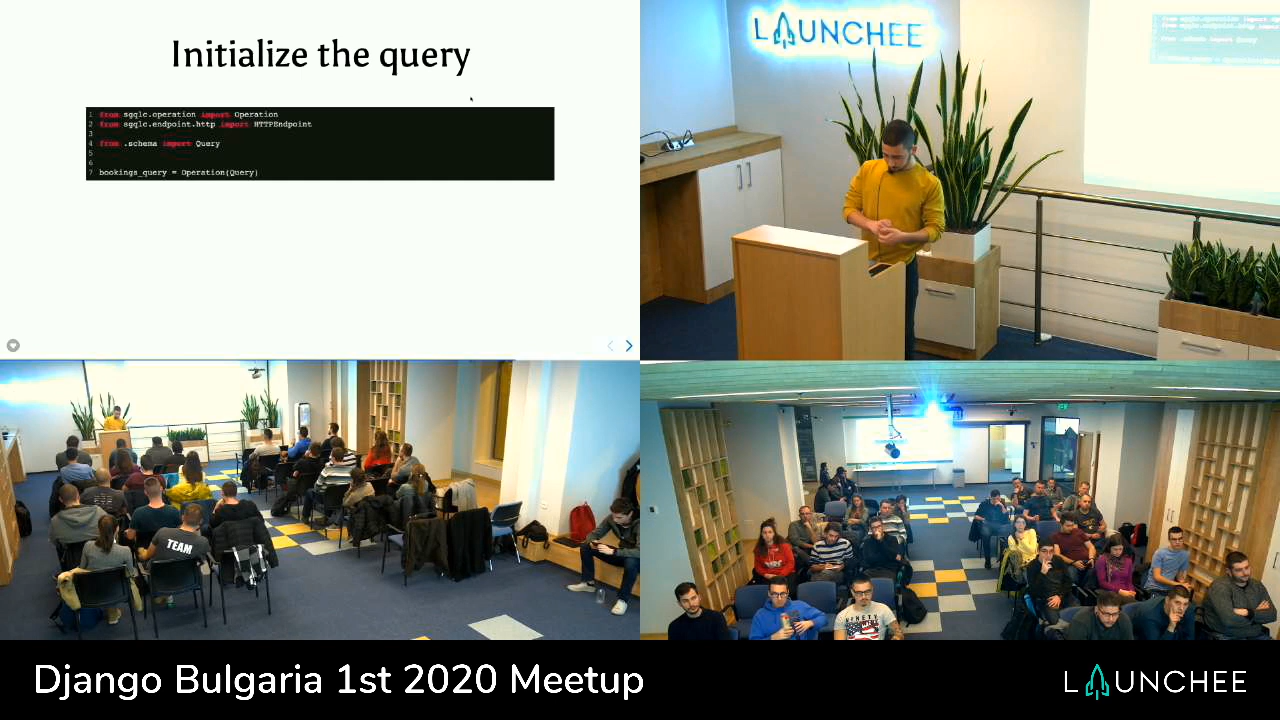 Initialize the query
1 from sgqlc.operation import Operation
2 from sgqlc.endpoint.http import HTTPEndpoint
3
4 from .schema import Query
5
6
7 bookings_query = Operation(Query)
LAUNCHEE
TEAM
NINETY
Django Bulgaria 1st 2020 Meetup
LAUNCHEE